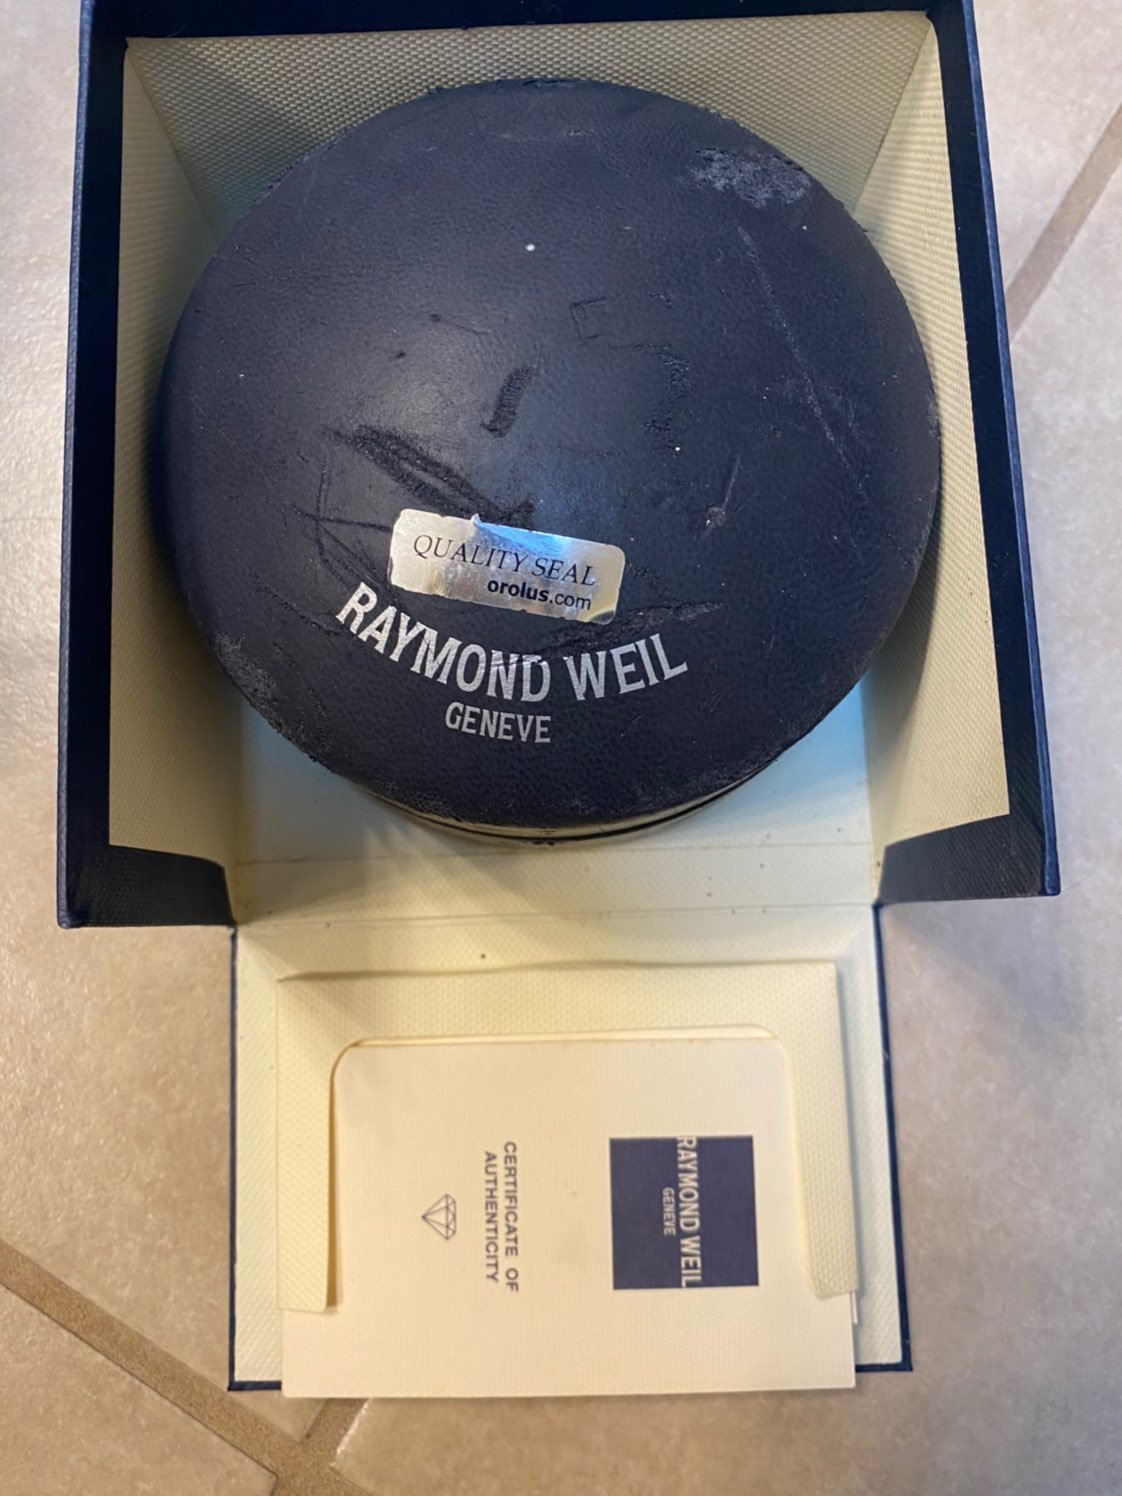 QUALITY SEAL
orolus.com
RAYMOND WEIL
GENEVE
RAYMOND WEIL
GENEVE
CERTIFICATE OF
AUTHENTICITY